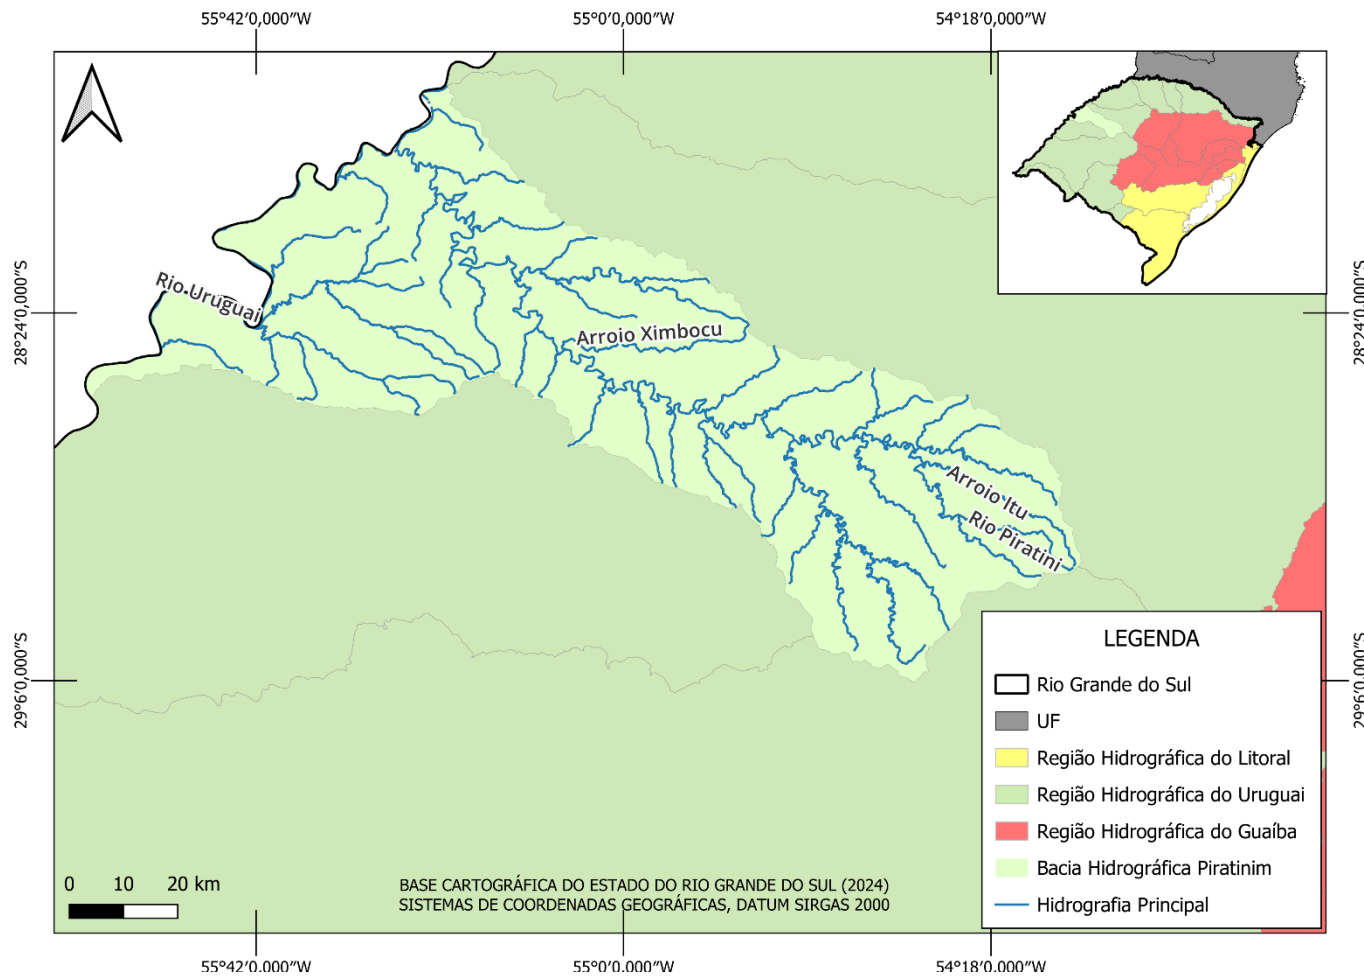 55°42′0,000″W
55°0′0,000″W
54°18′0,000″W
28°24′0,000″S
28°24′0,000″S
Rio Uruguai
Arroio Ximbocu
Arroio Itu
Rio Piratini
29°6′0,000″S
29°6′0,000″S
LEGENDA
Rio Grande do Sul
UF
Região Hidrográfica do Litoral
Região Hidrográfica do Uruguai
Região Hidrográfica do Guaíba
Bacia Hidrográfica Piratinim
Hidrografia Principal
0 10 20 km
BASE CARTOGRÁFICA DO ESTADO DO RIO GRANDE DO SUL (2024)
SISTEMAS DE COORDENADAS GEOGRÁFICAS, DATUM SIRGAS 2000
55°42′0,000″W
55°0′0,000″W
54°18′0,000″W